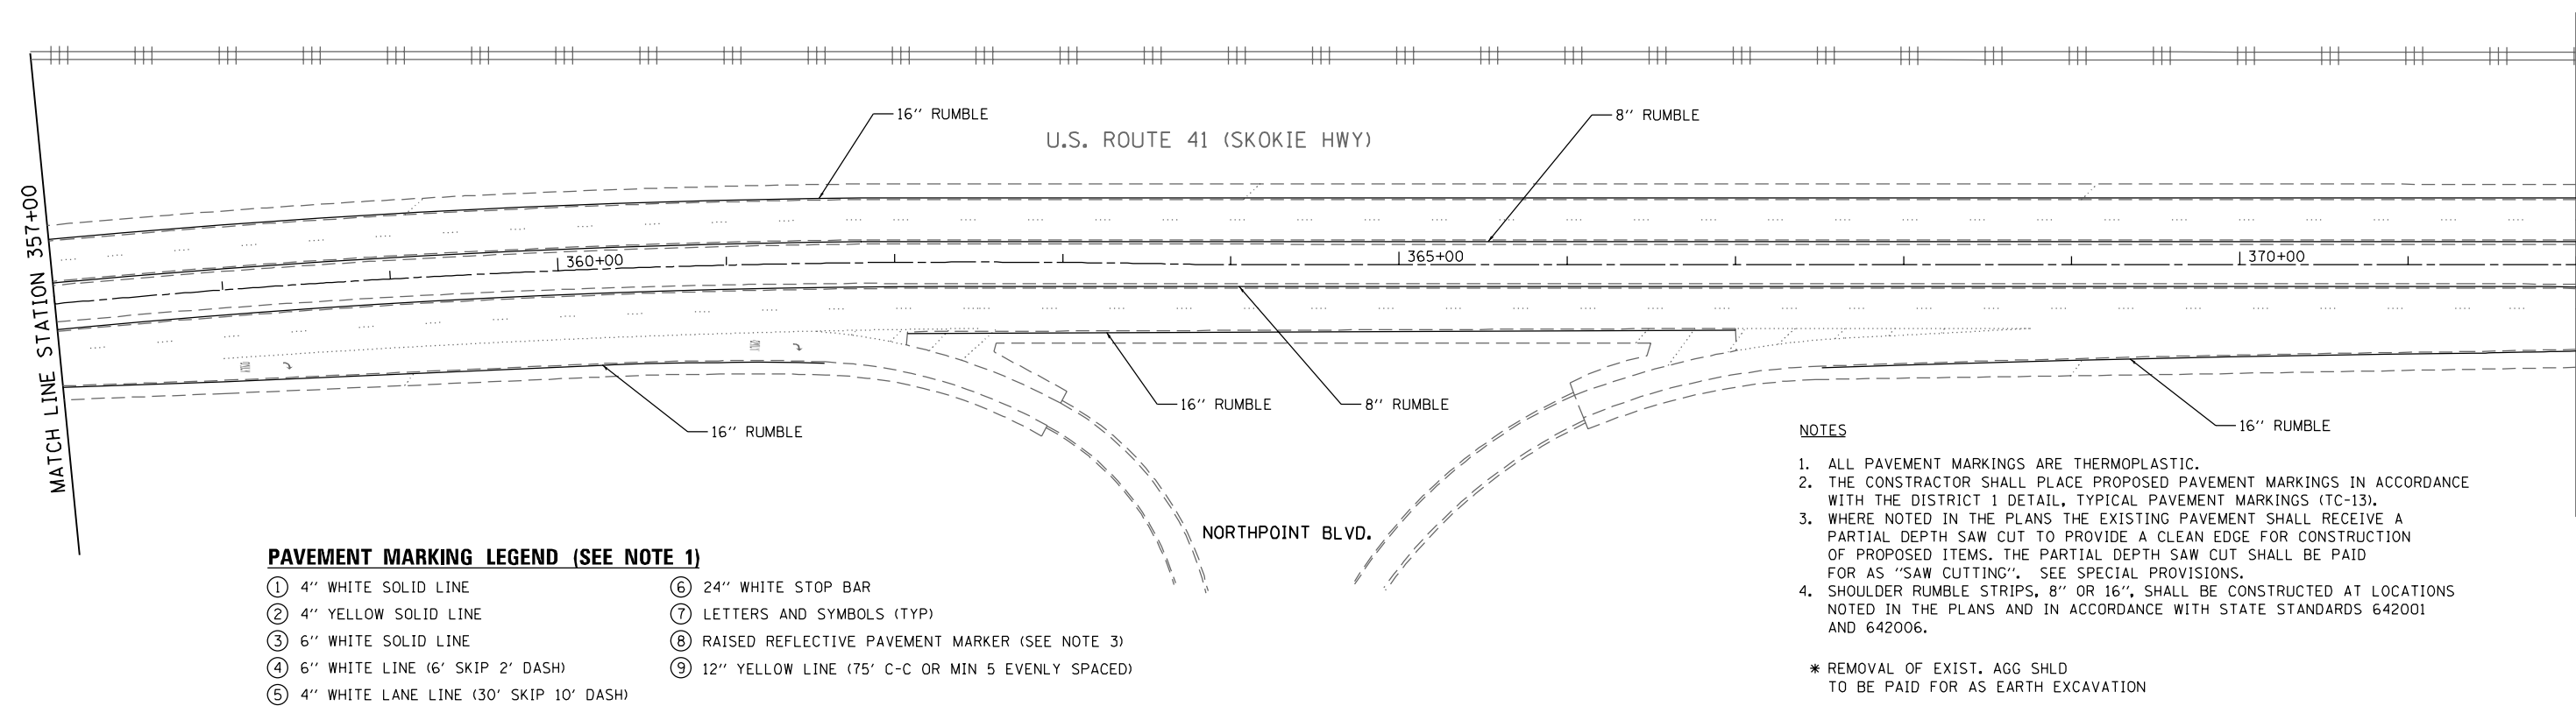 16'' RUMBLE
8'' RUMBLE
U.S. ROUTE 41 (SKOKIE HWY)
MATCH LINE STATION 357+00
360+00
365+00
370+00
ONLY
ONLY
16'' RUMBLE
8'' RUMBLE
16'' RUMBLE
16'' RUMBLE
NORTHPOINT BLVD.
PAVEMENT MARKING LEGEND (SEE NOTE 1)
1 4'' WHITE SOLID LINE
2 4'' YELLOW SOLID LINE
3 6'' WHITE SOLID LINE
4 6'' WHITE LINE (6' SKIP 2' DASH)
5 4'' WHITE LANE LINE (30' SKIP 10' DASH)
6 24'' WHITE STOP BAR
7 LETTERS AND SYMBOLS (TYP)
8 RAISED REFLECTIVE PAVEMENT MARKER (SEE NOTE 3)
9 12'' YELLOW LINE (75' C-C OR MIN 5 EVENLY SPACED)
NOTES
1. ALL PAVEMENT MARKINGS ARE THERMOPLASTIC.
2. THE CONSTRACTOR SHALL PLACE PROPOSED PAVEMENT MARKINGS IN ACCORDANCE
WITH THE DISTRICT 1 DETAIL, TYPICAL PAVEMENT MARKINGS (TC-13).
3. WHERE NOTED IN THE PLANS THE EXISTING PAVEMENT SHALL RECEIVE A
PARTIAL DEPTH SAW CUT TO PROVIDE A CLEAN EDGE FOR CONSTRUCTION
OF PROPOSED ITEMS. THE PARTIAL DEPTH SAW CUT SHALL BE PAID
FOR AS "SAW CUTTING". SEE SPECIAL PROVISIONS.
4. SHOULDER RUMBLE STRIPS, 8'' OR 16'', SHALL BE CONSTRUCTED AT LOCATIONS
NOTED IN THE PLANS AND IN ACCORDANCE WITH STATE STANDARDS 642001
AND 642006.
* REMOVAL OF EXIST. AGG SHLD
TO BE PAID FOR AS EARTH EXCAVATION